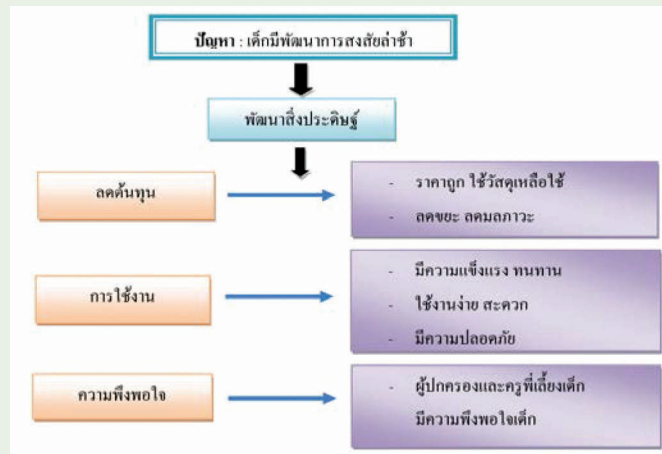 ปัญหา : เด็กมีพัฒนาการสงสัยล่าช้า
พัฒนาสิ่งประดิษฐ์
ลดต้นทุน
- ราคาถูก ใช้วัสดุเหลือใช้
- ลดขยะ ลดมลภาวะ
การใช้งาน
- มีความแข็งแรง ทนทาน
- ใช้งานง่าย สะดวก
- มีความปลอดภัย
ความพึงพอใจ
- ผู้ปกครองและครูพี่เลี้ยงเด็ก
มีความพึงพอใจเด็ก